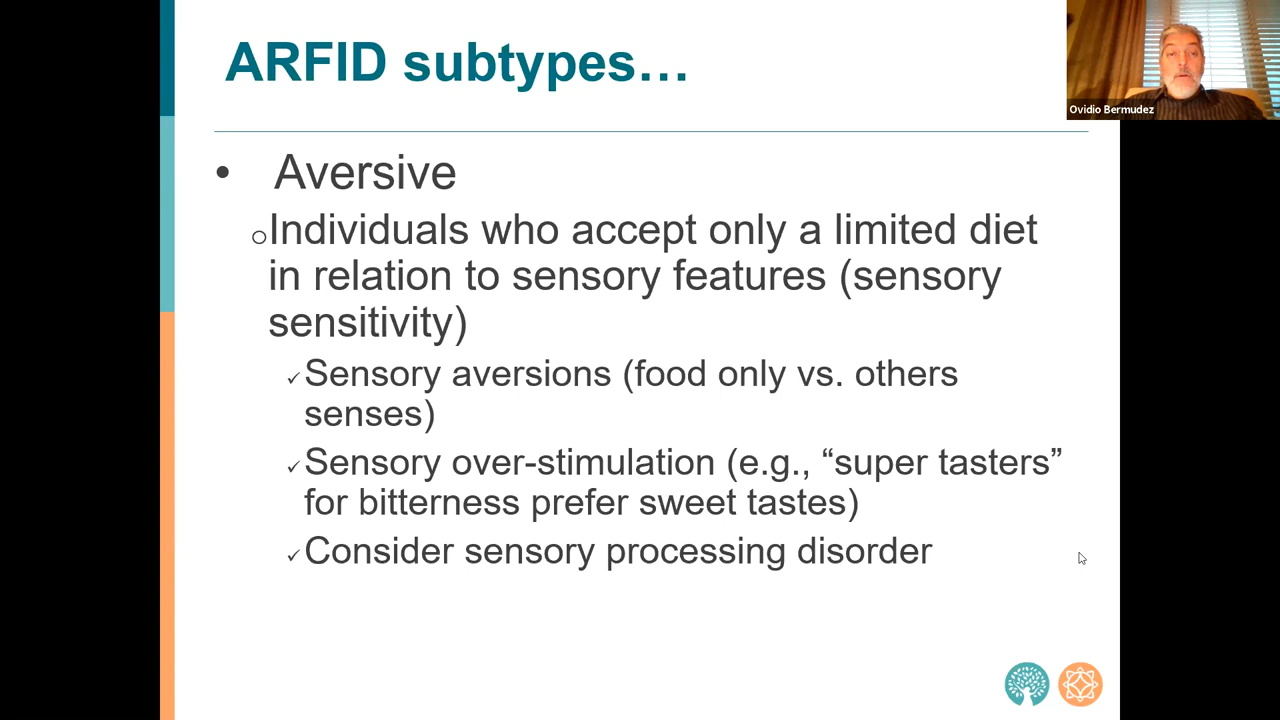 ARFID subtypes…
Ovidio Bermudez
• Aversive
oIndividuals who accept only a limited diet
in relation to sensory features (sensory
sensitivity)
✓Sensory aversions (food only vs. others
senses)
✓Sensory over-stimulation (e.g., “super tasters”
for bitterness prefer sweet tastes)
✓Consider sensory processing disorder